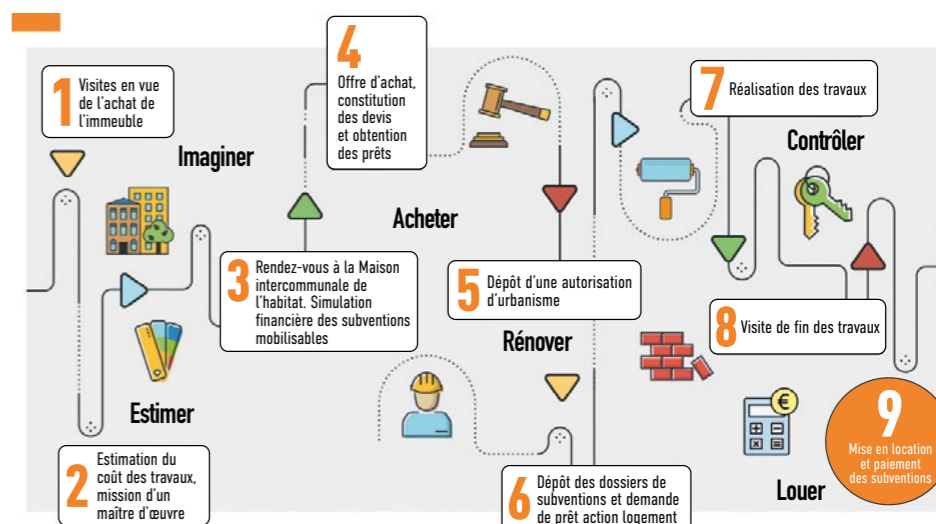 1
Visites en vue
de l'achat de
l'immeuble
Imaginer
2
Estimation du
coût des travaux,
mission d'un
maître d'œuvre
Estimer
3
Rendez-vous à la Maison
intercommunale de
l'habitat. Simulation
financière des subventions
mobilisables
4
Offre d'achat,
constitution
des devis
et obtention
des prêts
Acheter
5
Dépôt d'une autorisation
d'urbanisme
Rénover
6
Dépôt des dossiers de
subventions et demande
de prêt action logement
7
Réalisation des travaux
Contrôler
8
Visite de fin des travaux
€
Louer
9
Mise en location
et paiement
des subventions